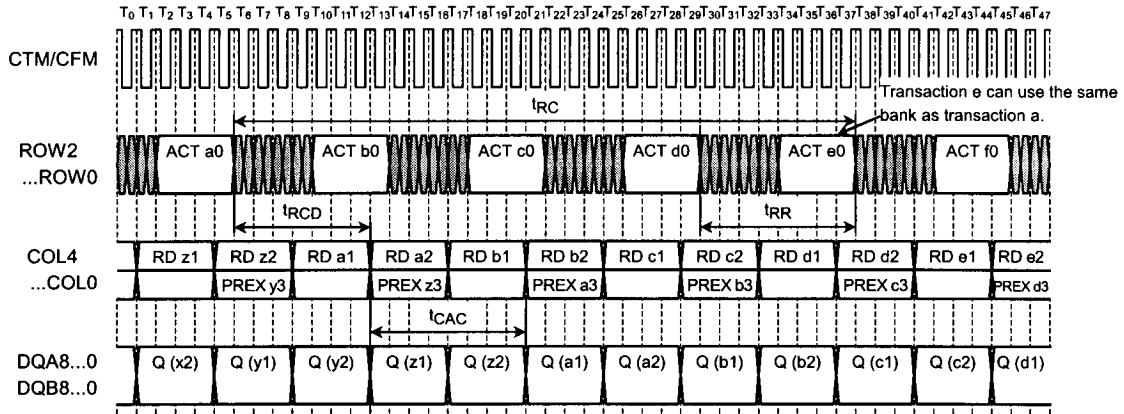 T0 T1 T2 T3 T4 T5 T6 T7 T8 T9 T10 T11 T12 T13 T14 T15 T16 T17 T18 T19 T20 T21 T22 T23 T24 T25 T26 T27 T28 T29 T30 T31 T32 T33 T34 T35 T36 T37 T38 T39 T40 T41 T42 T43 T44 T45 T46 T47
CTM/CFM
Transaction e can use the same
bank as transaction a.
tRC
ROW2
...ROW0
ACT a0 ACT b0 ACT c0 ACT d0 ACT e0 ACT f0
tRCD tRR
COL4
...COL0
RD z1 RD z2 RD a1 RD a2 RD b1 RD b2 RD c1 RD c2 RD d1 RD d2 RD e1 RD e2
PREX y3 PREX z3 PREX a3 PREX b3 PREX c3 PREX d3
tCAC
DQA8...0
DQB8...0
Q (x2) Q (y1) Q (y2) Q (z1) Q (z2) Q (a1) Q (a2) Q (b1) Q (b2) Q (c1) Q (c2) Q (d1)